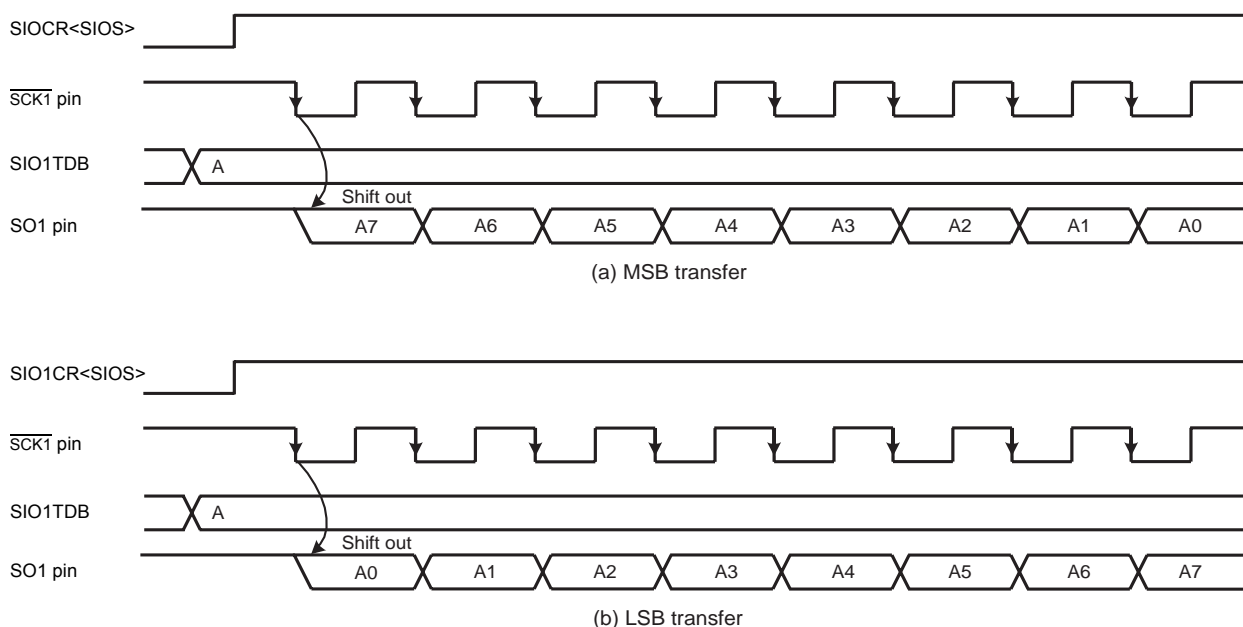 SIOCR<SIOS>
SCK1 pin
SIO1TDB
A
Shift out
SO1 pin
A7 A6 A5 A4 A3 A2 A1 A0
(a) MSB transfer
SIO1CR<SIOS>
SCK1 pin
SIO1TDB
A
Shift out
SO1 pin
A0 A1 A2 A3 A4 A5 A6 A7
(b) LSB transfer